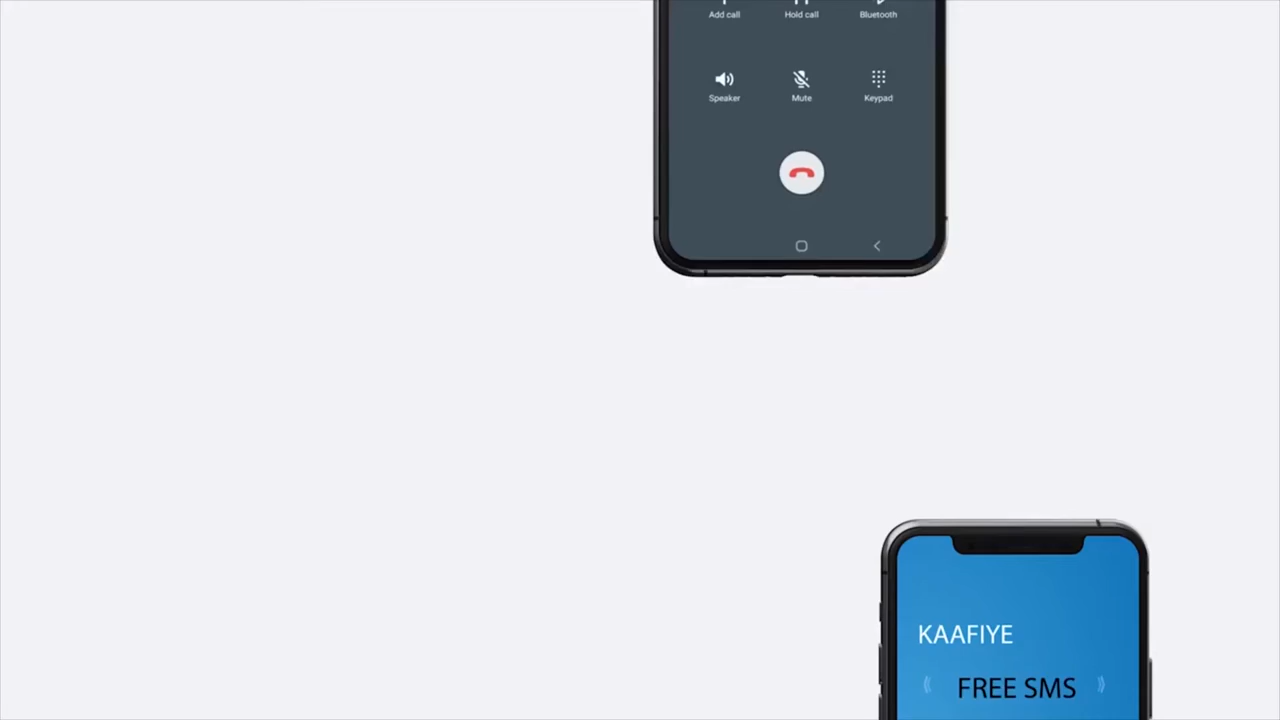 Add call Hold call Bluetooth
Speaker Mute Keypad
KAAFIYE
FREE SMS